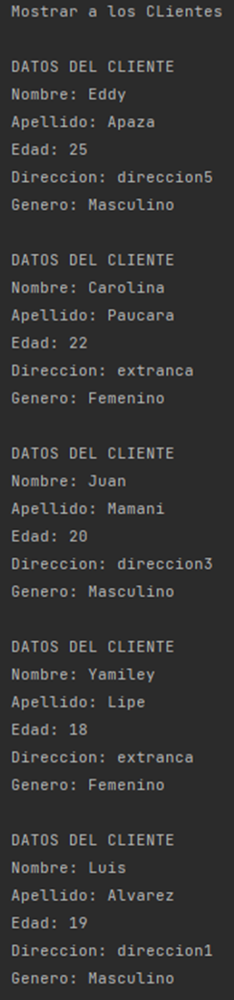 Mostrar a los CLientes
DATOS DEL CLIENTE
Nombre: Eddy
Apellido: Apaza
Edad: 25
Direccion: direccion5
Genero: Masculino
DATOS DEL CLIENTE
Nombre: Carolina
Apellido: Paucara
Edad: 22
Direccion: extranca
Genero: Femenino
DATOS DEL CLIENTE
Nombre: Juan
Apellido: Mamani
Edad: 20
Direccion: direccion3
Genero: Masculino
DATOS DEL CLIENTE
Nombre: Yamiley
Apellido: Lipe
Edad: 18
Direccion: extranca
Genero: Femenino
DATOS DEL CLIENTE
Nombre: Luis
Apellido: Alvarez
Edad: 19
Direccion: direccion1
Genero: Masculino